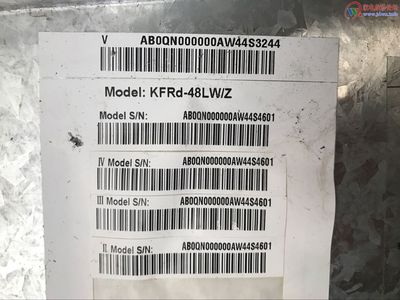 V AB0QN000000AW44S3244
Model: KFRd-48LW/Z
Model S/N: AB0QN000000AW44S4601
IV Model S/N: AB0QN000000AW44S4601
III Model S/N: AB0QN000000AW44S4601
II Model S/N: AB0QN000000AW44S4601